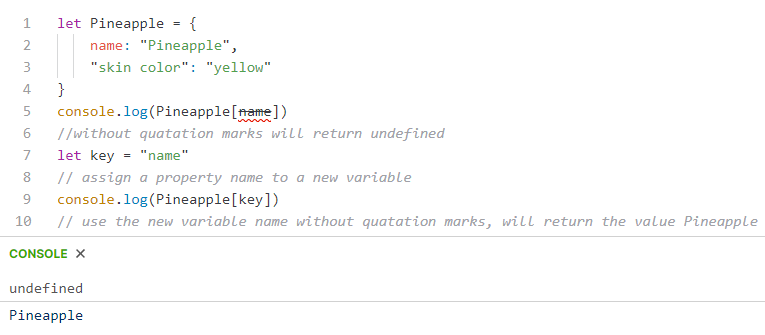 1 let Pineapple = {
2 name: "Pineapple",
3 "skin color": "yellow"
4 }
5 console.log(Pineapple[name])
6 //without quatation marks will return undefined
7 let key = "name"
8 // assign a property name to a new variable
9 console.log(Pineapple[key])
10 // use the new variable name without quatation marks, will return the value Pineapple
CONSOLE ✕
undefined
Pineapple